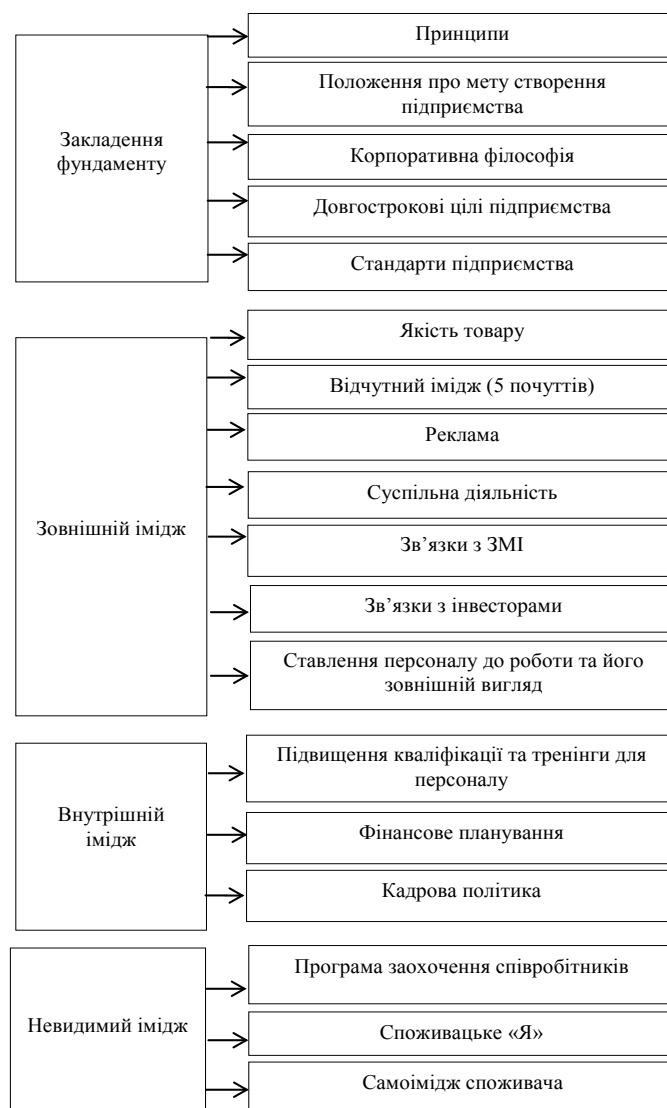 Закладення
фундаменту
Принципи
Положення про мету створення
підприємства
Корпоративна філософія
Довгострокові цілі підприємства
Стандарти підприємства
Зовнішній імідж
Якість товару
Відчутний імідж (5 почуттів)
Реклама
Суспільна діяльність
Зв’язки з ЗМІ
Зв’язки з інвесторами
Ставлення персоналу до роботи та його
зовнішній вигляд
Внутрішній
імідж
Підвищення кваліфікації та тренінги для
персоналу
Фінансове планування
Кадрова політика
Невидимий імідж
Програма заохочення співробітників
Споживацьке «Я»
Самоімідж споживача